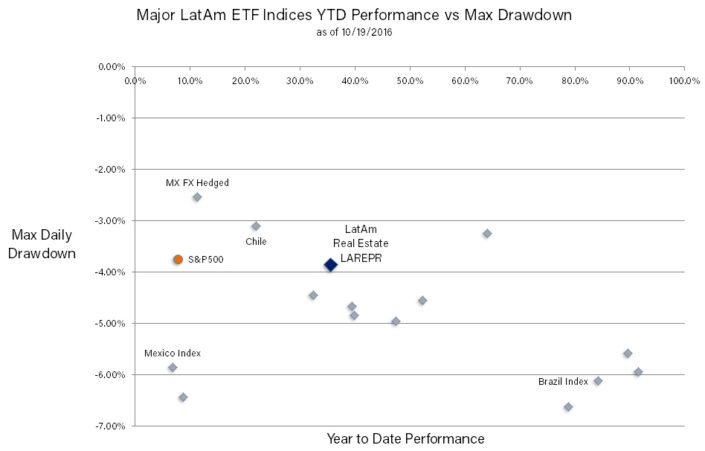 Major LatAm ETF Indices YTD Performance vs Max Drawdown
as of 10/19/2016
0.00%
0.0% 10.0% 20.0% 30.0% 40.0% 50.0% 60.0% 70.0% 80.0% 90.0% 100.0%
-1.00%
-2.00%
MX FX Hedged
-3.00%
Chile
LatAm
Real Estate
LAREPR
Max Daily
Drawdown
S&P500
-4.00%
-5.00%
Mexico Index
-6.00%
Brazil Index
-7.00%
Year to Date Performance